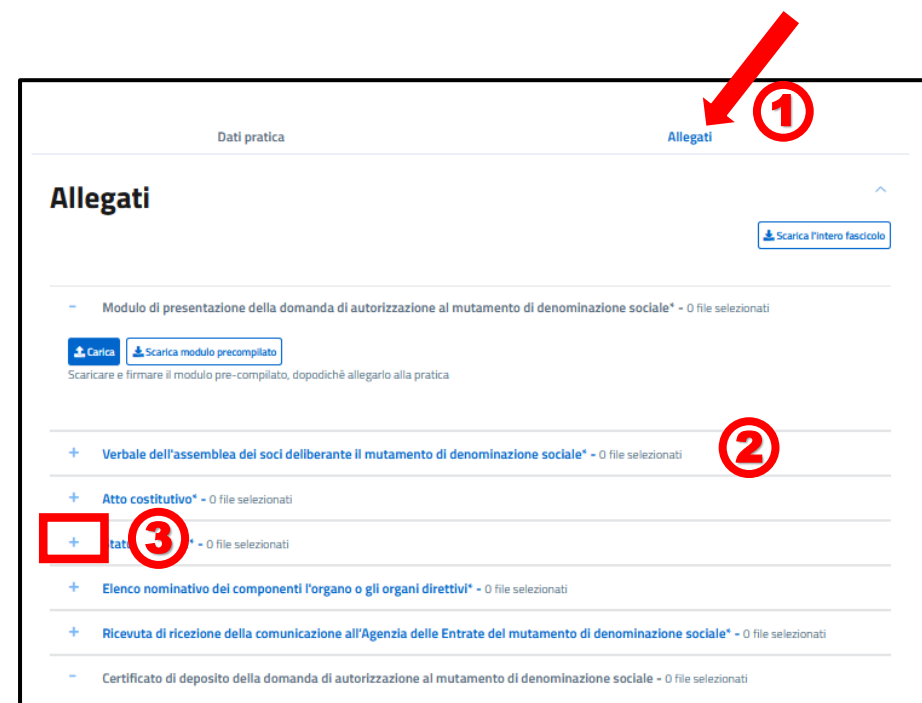 1
Dati pratica Allegati
Allegati
Scarica l'intero fascicolo
- Modulo di presentazione della domanda di autorizzazione al mutamento di denominazione sociale* - 0 file selezionati
Carica Scarica modulo precompilato
Scaricare e firmare il modulo pre-compilato, dopodichè allegarlo alla pratica
+ Verbale dell'assemblea dei soci deliberante il mutamento di denominazione sociale* - 0 file selezionati 2
+ Atto costitutivo* - 0 file selezionati
+ 3 * - 0 file selezionati
+ Elenco nominativo dei componenti l'organo o gli organi direttivi* - 0 file selezionati
+ Ricevuta di ricezione della comunicazione all'Agenzia delle Entrate del mutamento di denominazione sociale* - 0 file selezionati
- Certificato di deposito della domanda di autorizzazione al mutamento di denominazione sociale - 0 file selezionati